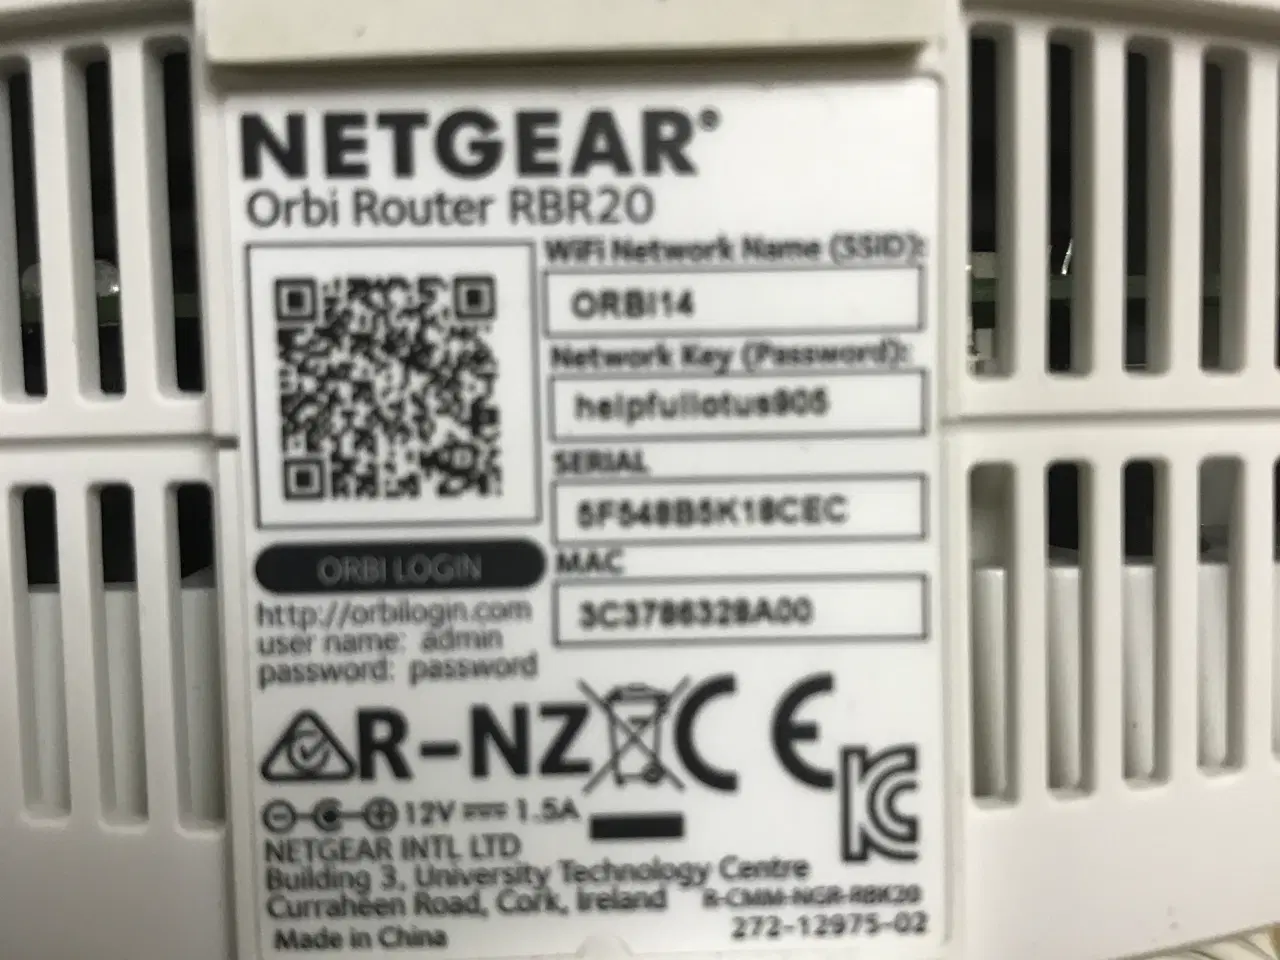 NETGEAR®
Orbi Router RBR20
WiFi Network Name (SSID):
ORBI14
Network Key (Password):
helpfullotus905
SERIAL
5F548B5K18CEC
MAC
3C3786328A00
ORBI LOGIN
http://orbilogin.com
user name: admin
password: password
R-NZ
CE
12V 1.5A
NETGEAR INTL LTD
Building 3, University Technology Centre
Curraheen Road, Cork, Ireland R-CMM-NGR-RBK20
272-12975-02
Made in China